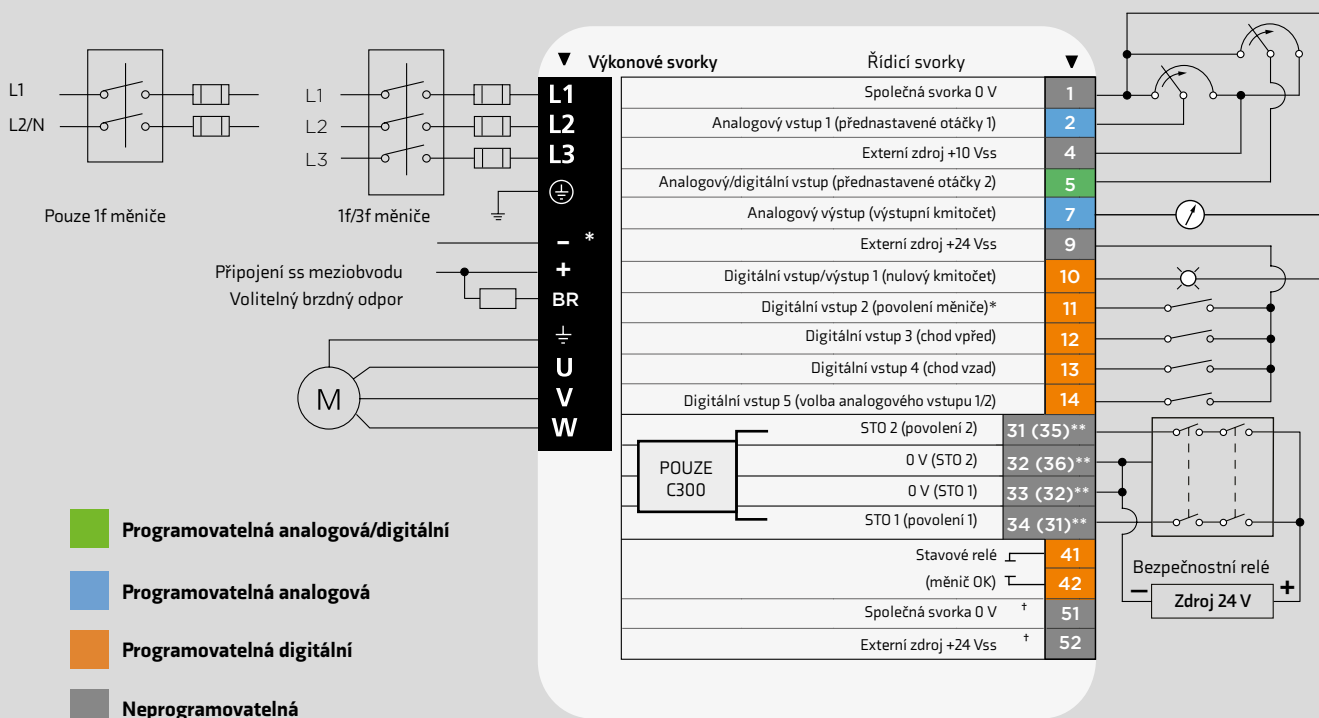 Výkonové svorky Řídicí svorky
L1
L2/N
Pouze 1f měniče
L1
L2
L3
1f/3f měniče
L1
L2
L3
Připojení ss meziobvodu
Volitelný brzdný odpor
– *
+
BR
U
V
W
M
Společná svorka 0 V 1
Analogový vstup 1 (přednastavené otáčky 1) 2
Externí zdroj +10 Vss 4
Analogový/digitální vstup (přednastavené otáčky 2) 5
Analogový výstup (výstupní kmitočet) 7
Externí zdroj +24 Vss 9
Digitální vstup/výstup 1 (nulový kmitočet) 10
Digitální vstup 2 (povolení měniče)* 11
Digitální vstup 3 (chod vpřed) 12
Digitální vstup 4 (chod vzad) 13
Digitální vstup 5 (volba analogového vstupu 1/2) 14
POUZE
C300
STO 2 (povolení 2) 31 (35)**
0 V (STO 2) 32 (36)**
0 V (STO 1) 33 (32)**
STO 1 (povolení 1) 34 (31)**
Stavové relé 41
(měnič OK) 42
Společná svorka 0 V † 51
Externí zdroj +24 Vss † 52
Bezpečnostní relé
– Zdroj 24 V +
Programovatelná analogová/digitální
Programovatelná analogová
Programovatelná digitální
Neprogramovatelná